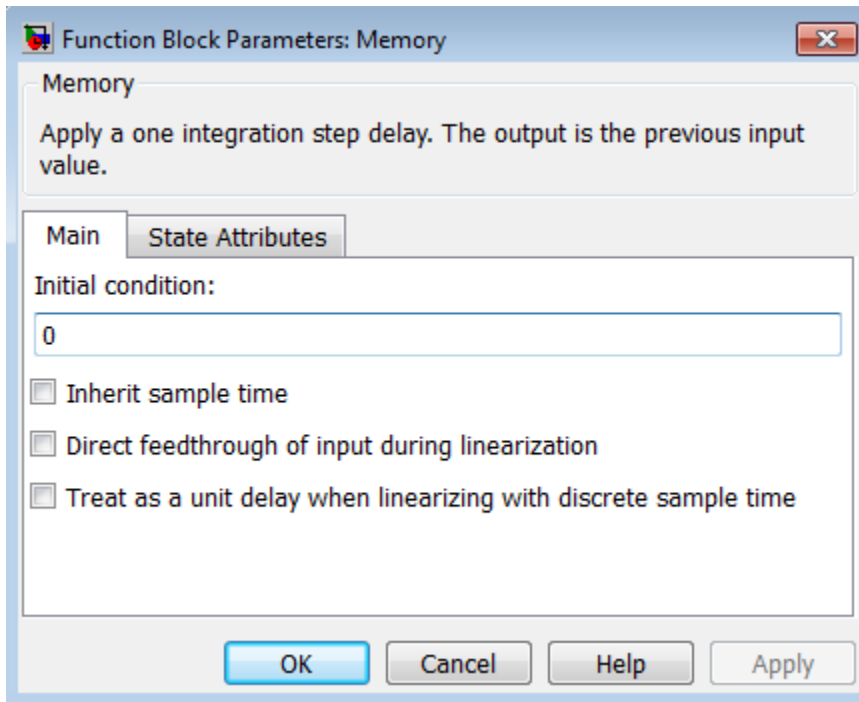 Function Block Parameters: Memory
Memory
Apply a one integration step delay. The output is the previous input
value.
Main State Attributes
Initial condition:
0
Inherit sample time
Direct feedthrough of input during linearization
Treat as a unit delay when linearizing with discrete sample time
OK Cancel Help Apply